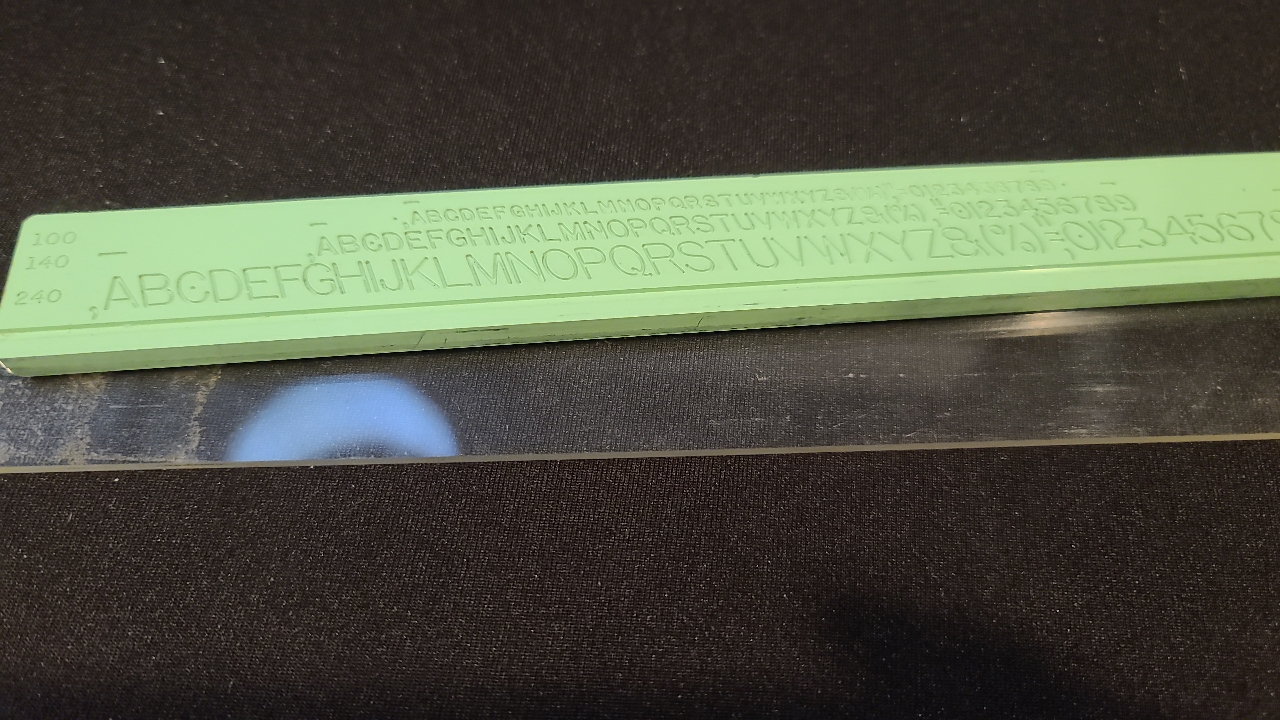 100 ABCDEFGHIJKLMNOPQRSTUVWXYZ&(%)";-0123456789
140 ,ABCDEFGHIJKLMNOPQRSTUVWXYZ&(%)"=0123456789
240 ,ABCDEFGHIJKLMNOPQRSTUVWXYZ&(%)"=;01234567